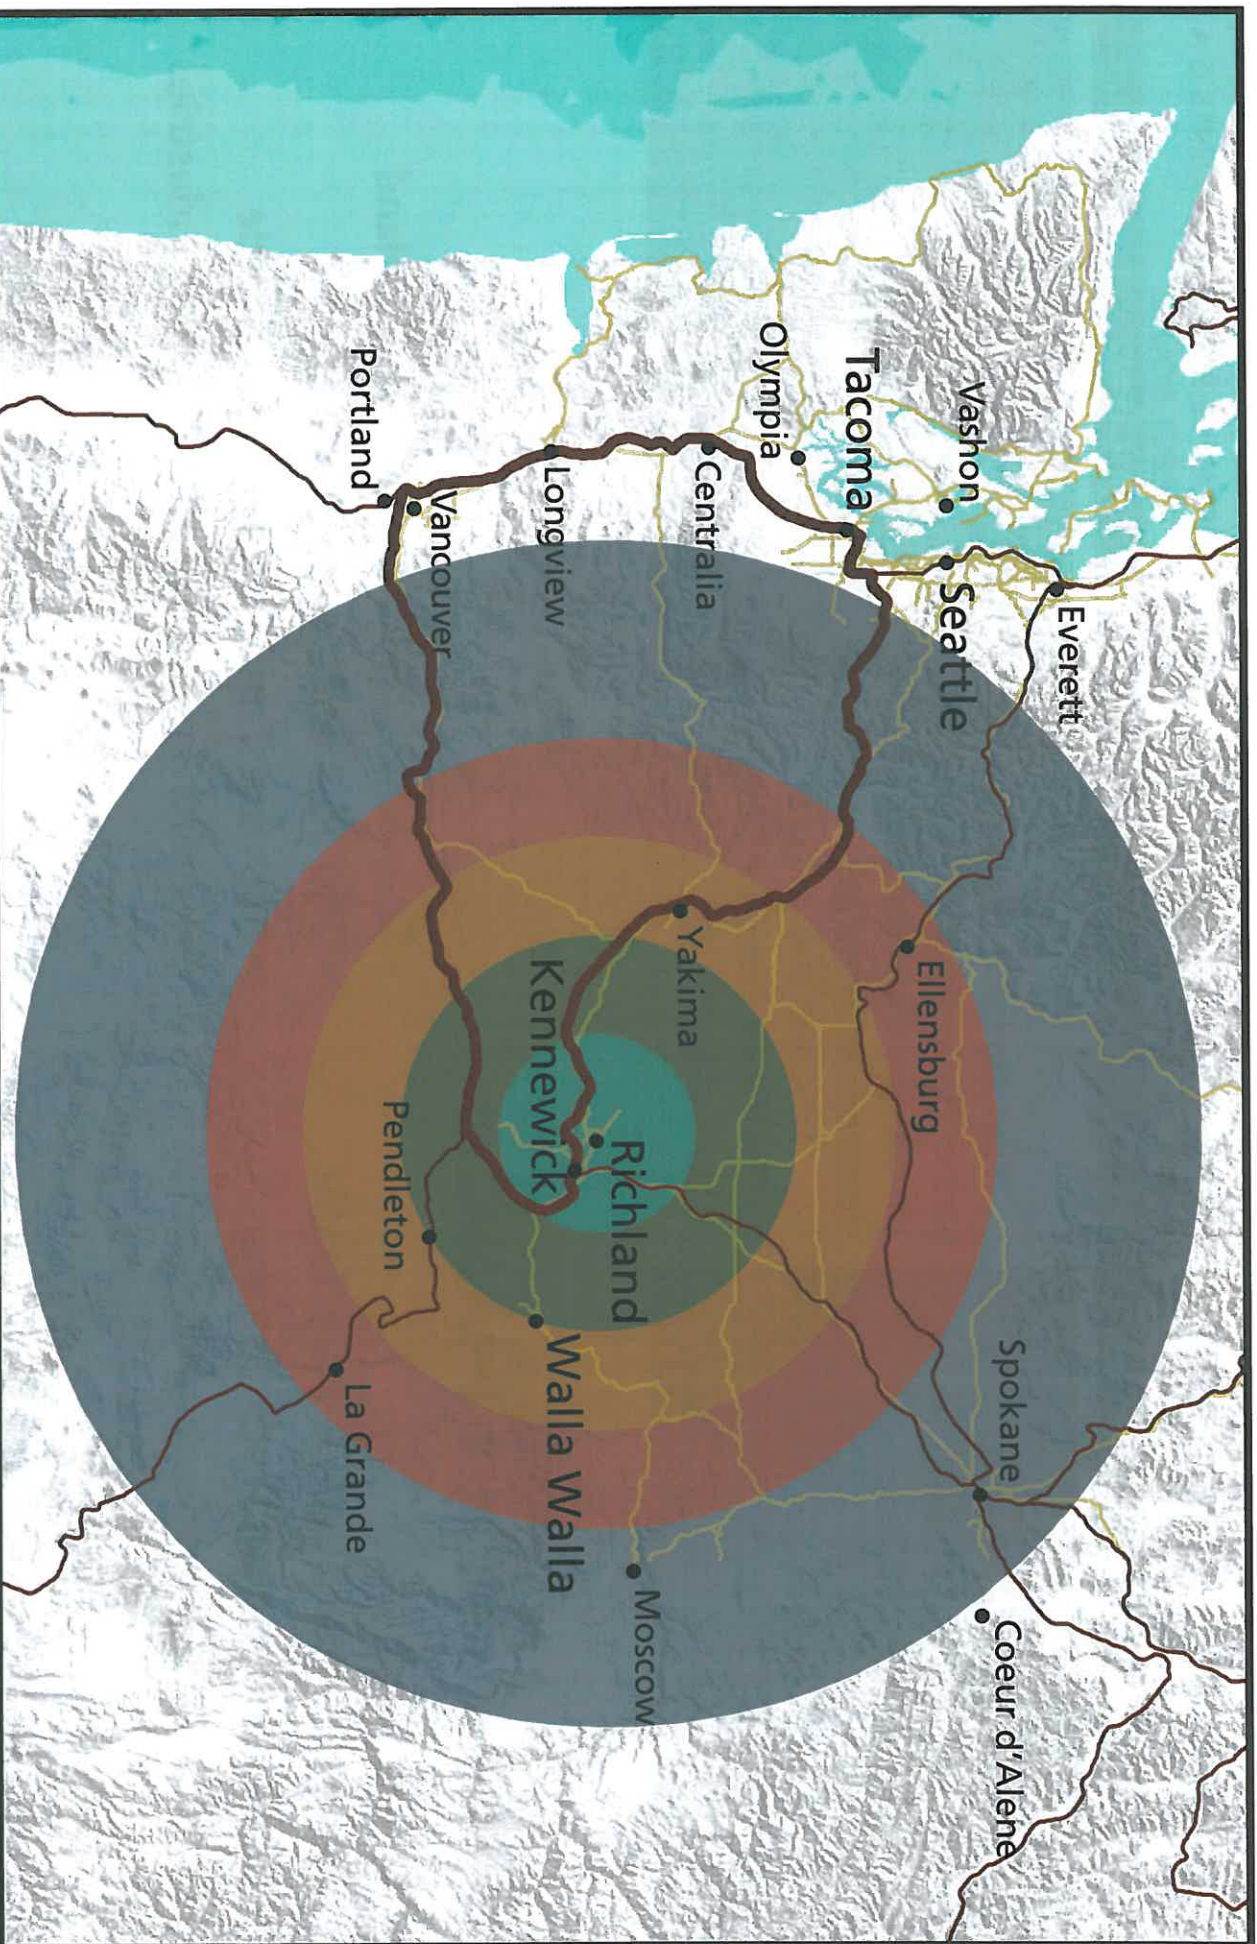 Everett
Vashon
Seattle
Tacoma
Olympia
Centralia
Longview
Vancouver
Portland
Ellensburg
Yakima
Kennewick
Richland
Pendleton
Walla Walla
La Grande
Spokane
Moscow
Coeur d'Alene